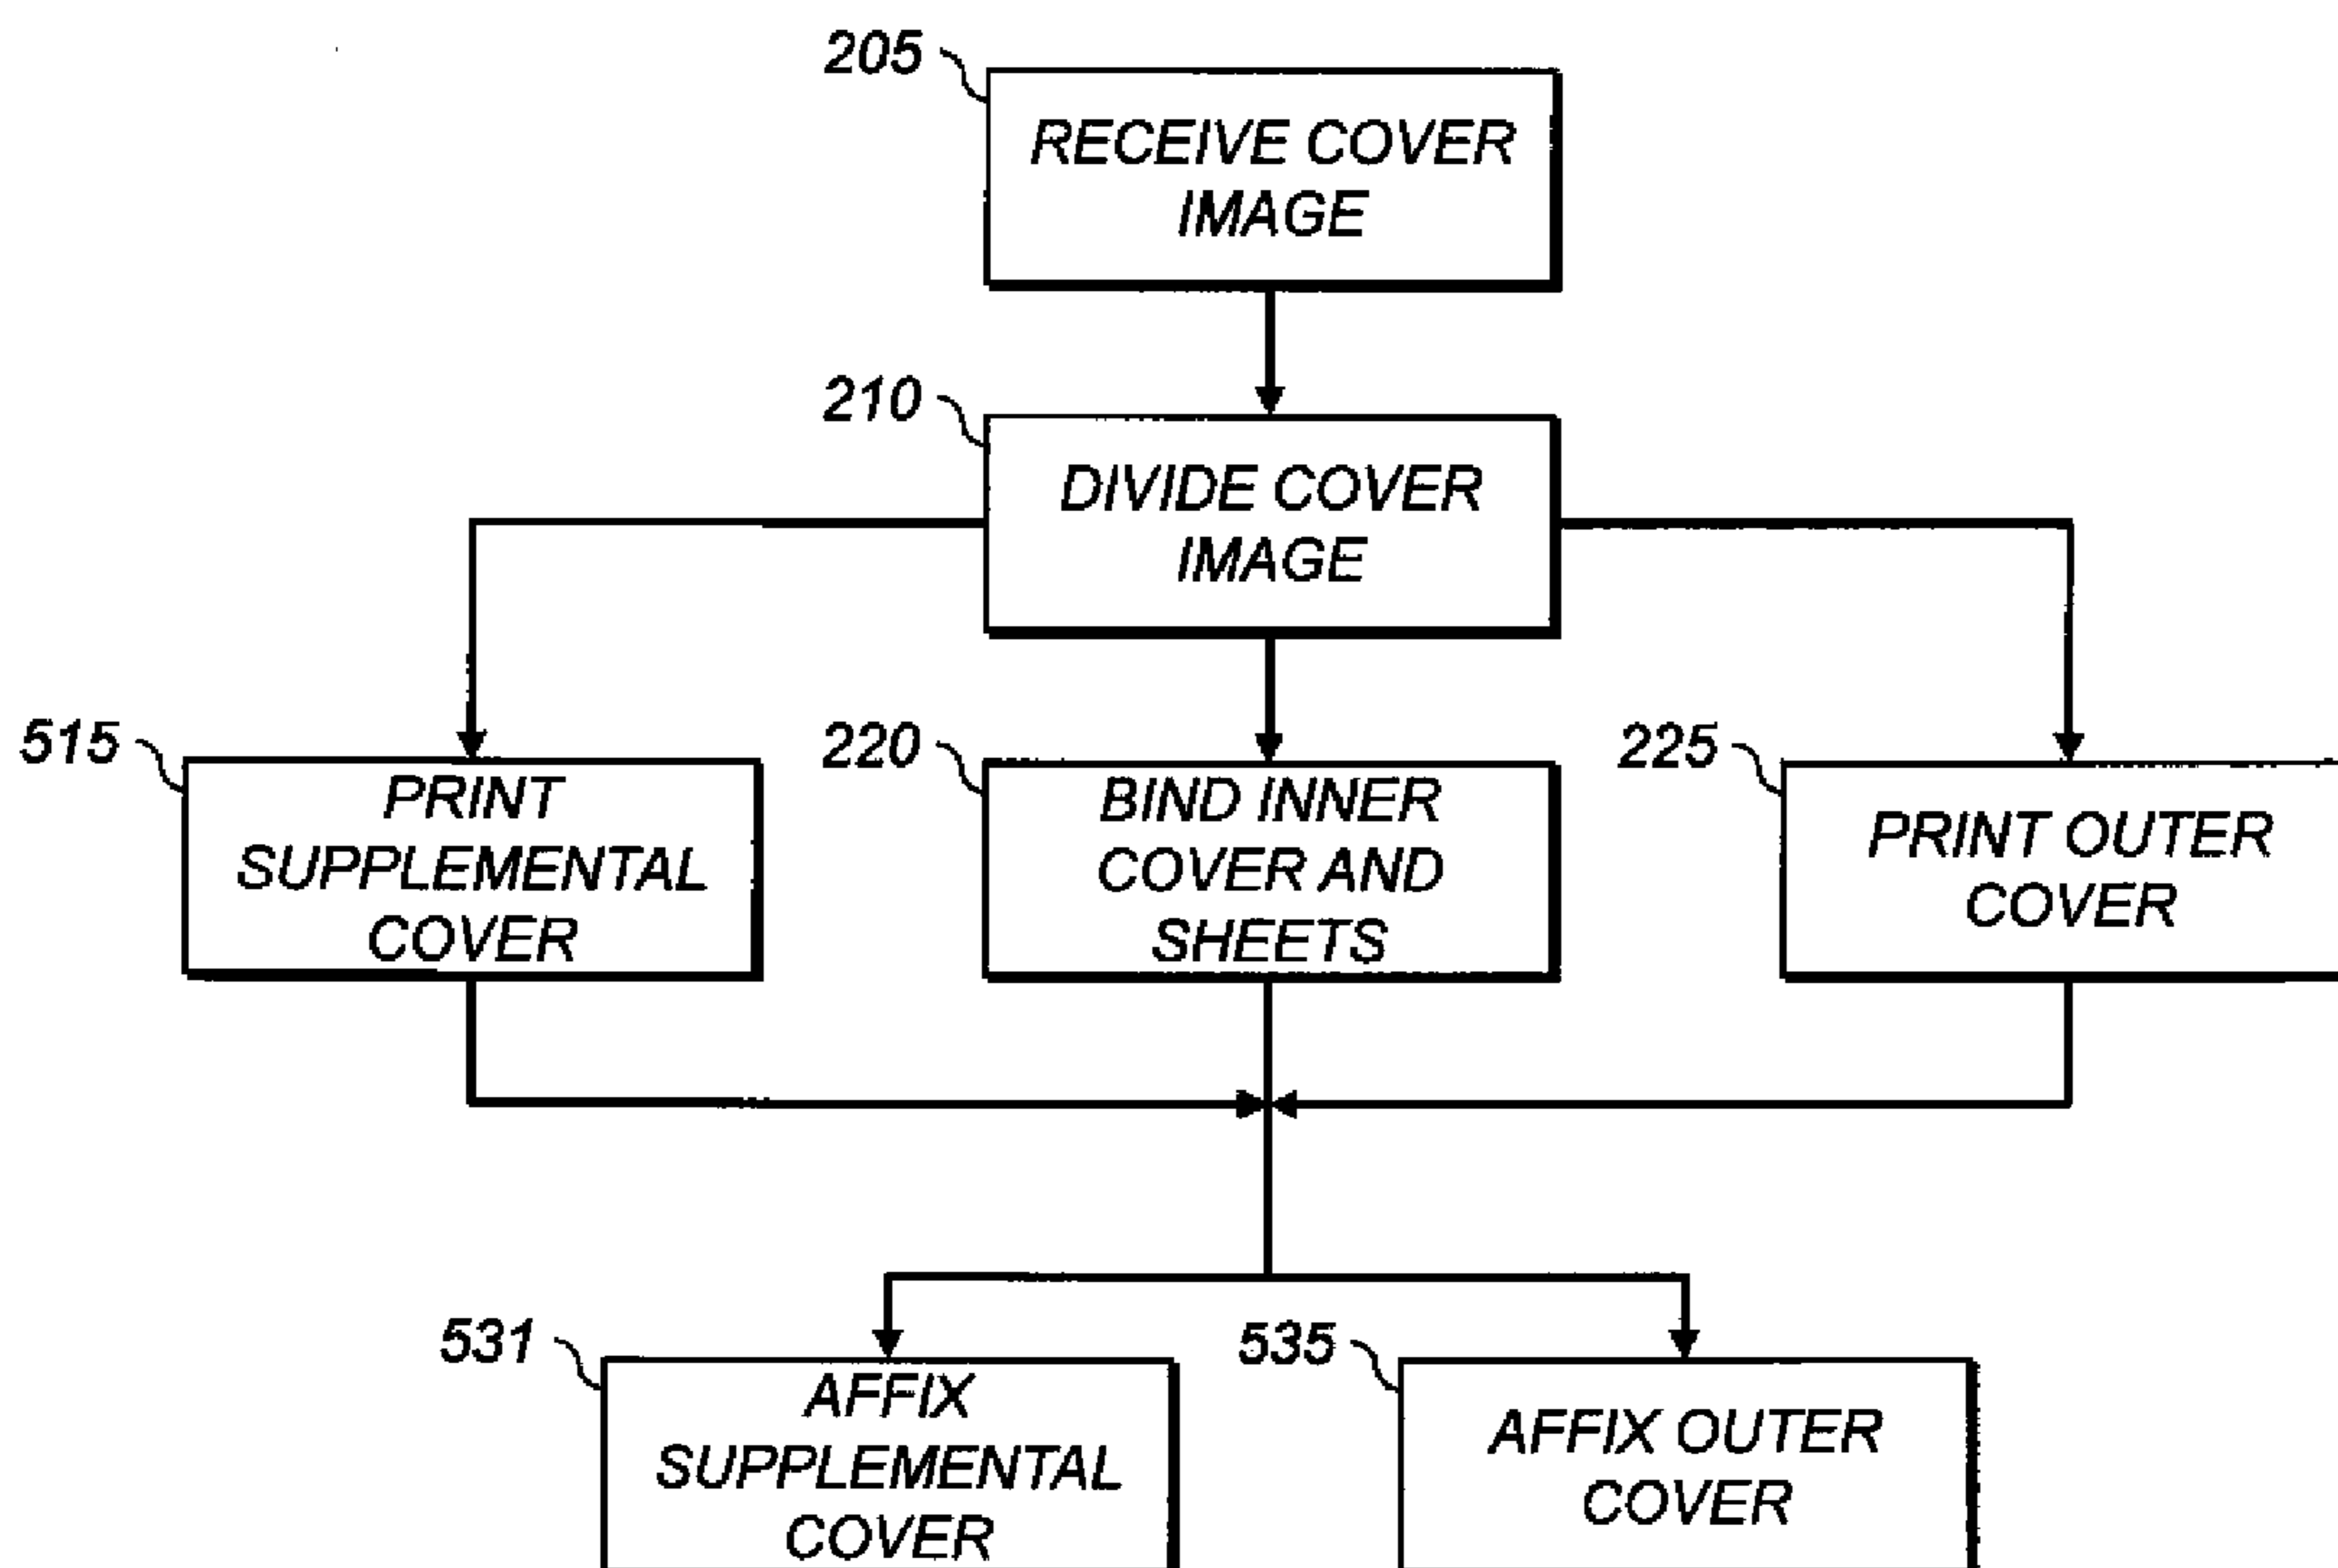 205
RECEIVE COVER
IMAGE
210
DIVIDE COVER
IMAGE
515
PRINT
SUPPLEMENTAL
COVER
220
BIND INNER
COVER AND
SHEETS
225
PRINT OUTER
COVER
531
AFFIX
SUPPLEMENTAL
COVER
535
AFFIX OUTER
COVER